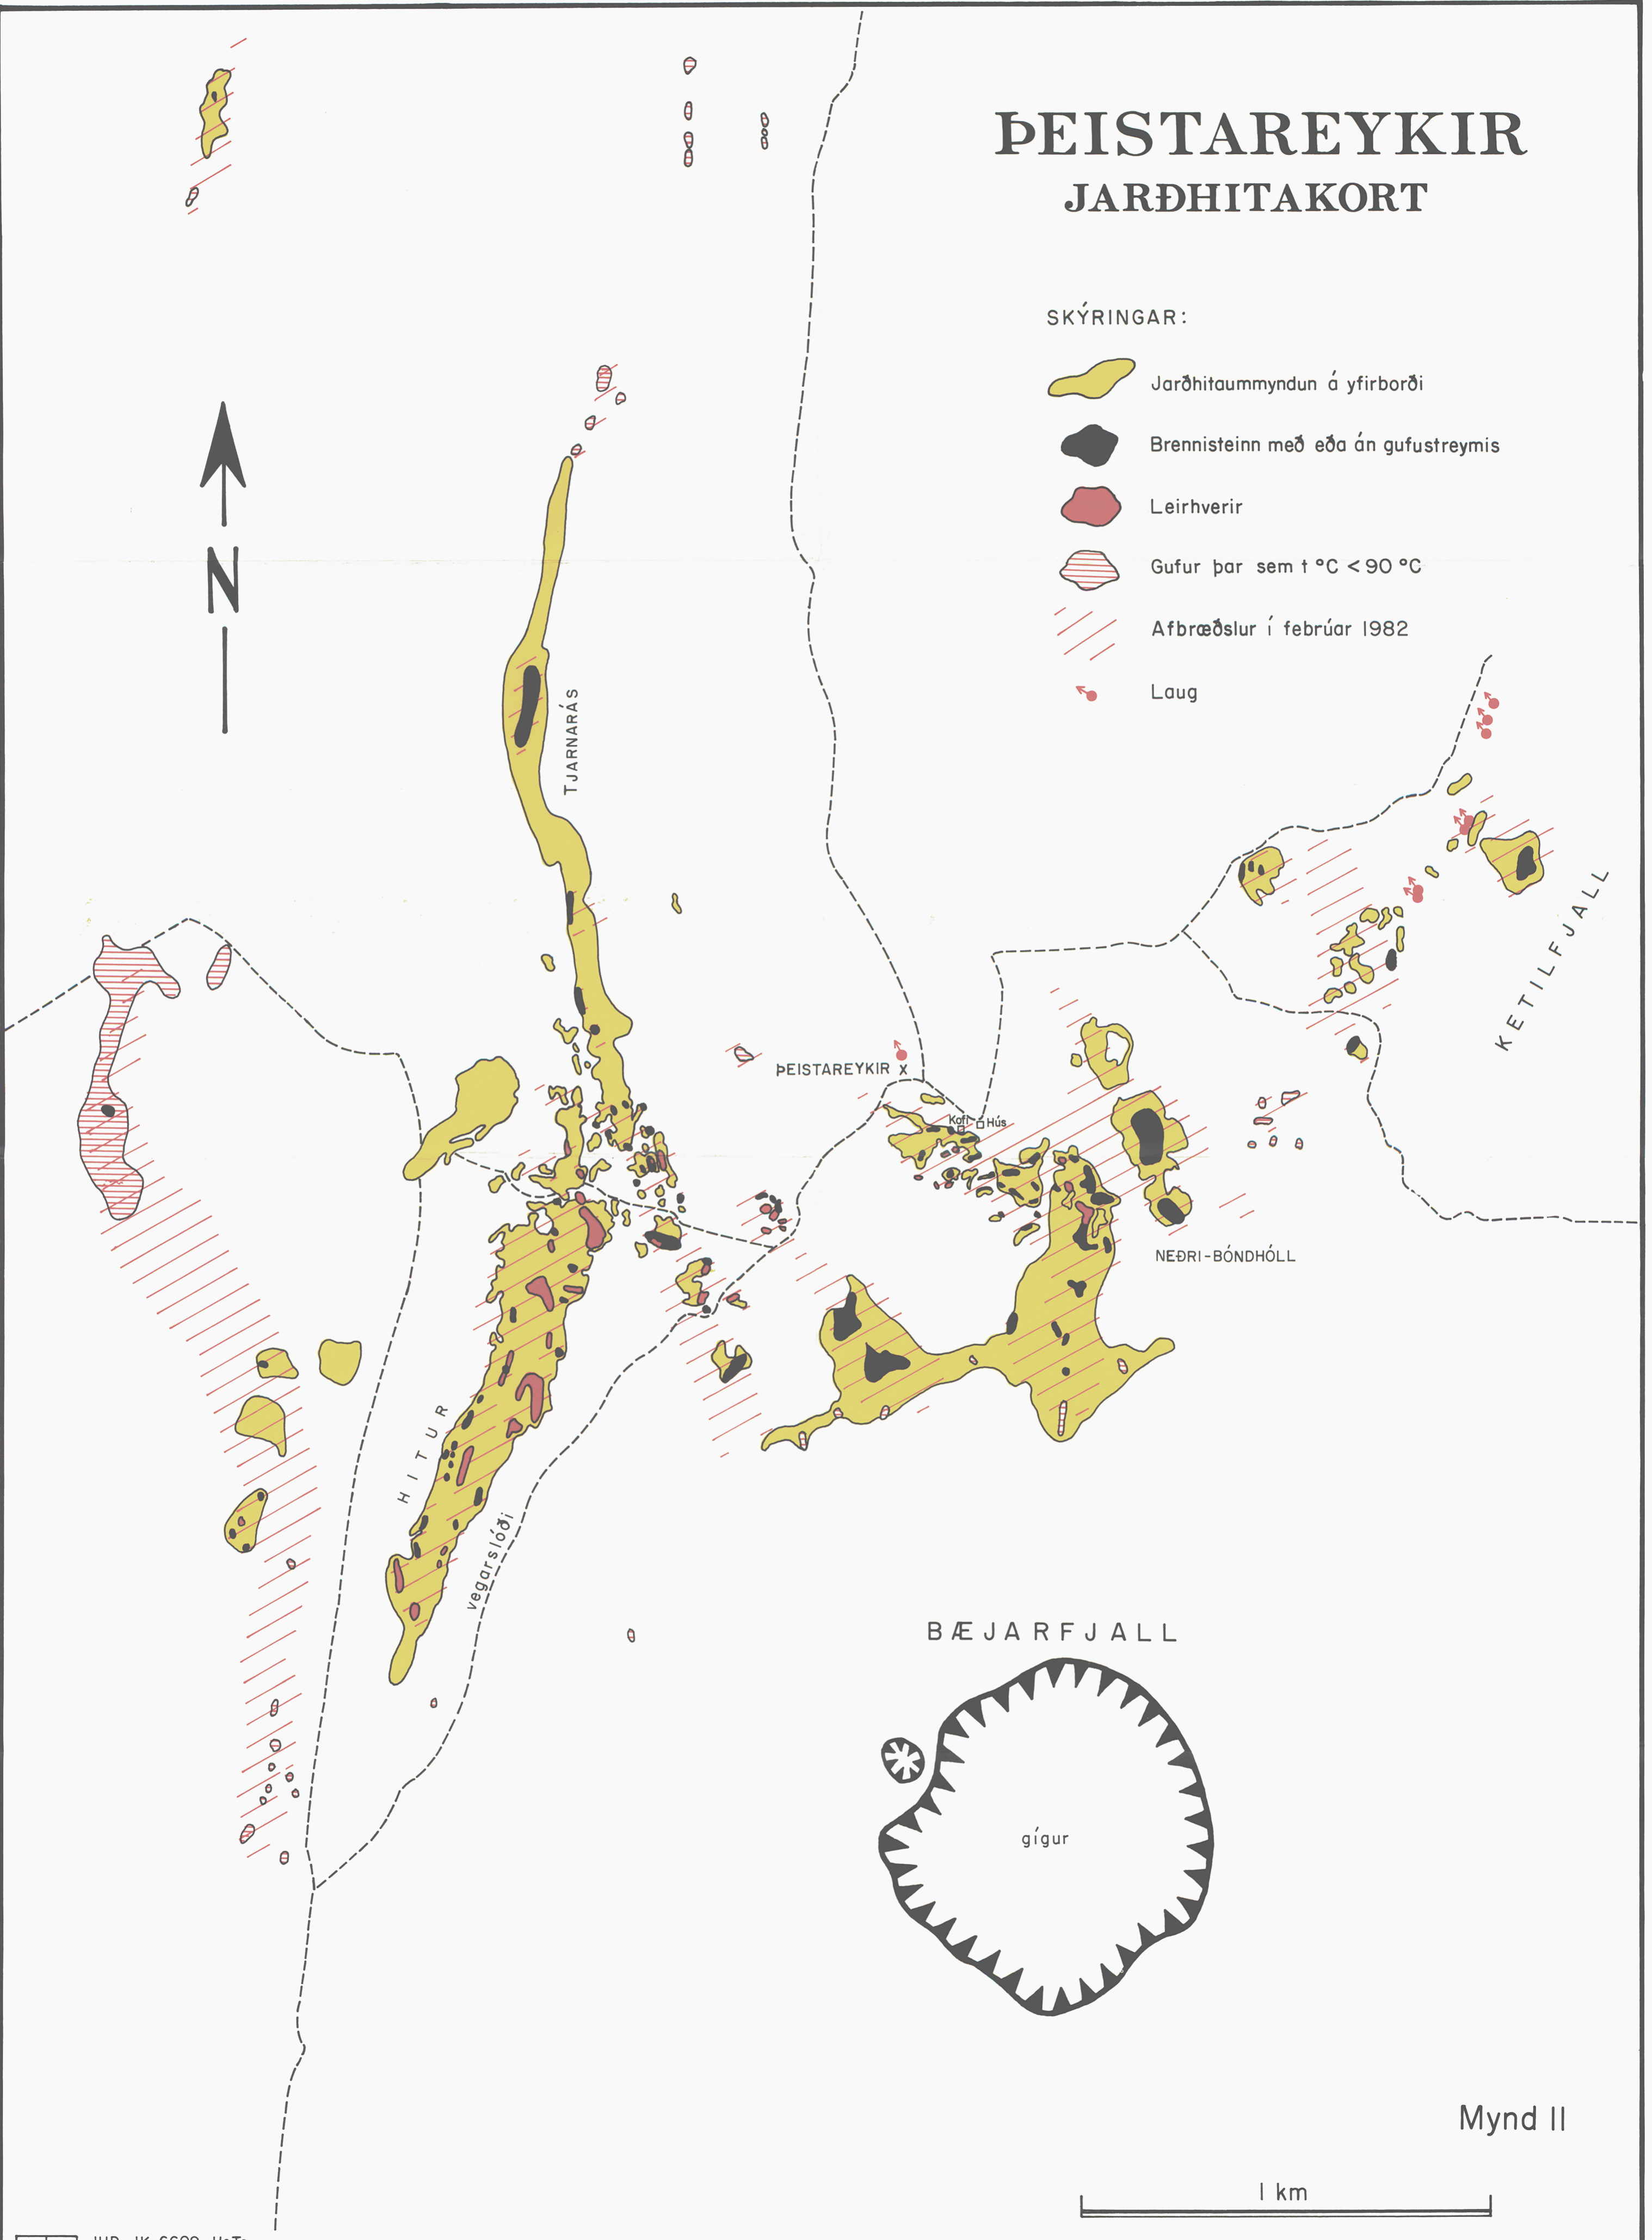 ÞEISTAREYKIR
JARÐHITAKORT
SKÝRINGAR:
Jarðhitaummyndun á yfirborði
Brennisteinn með eða án gufustreymis
Leirhverir
Gufur þar sem t °C < 90 °C
Afbræðslur í febrúar 1982
Laug
N
TJARNARÁS
KETILFJALL
ÞEISTAREYKIR x
Kofi
Hús
NEÐRI-BÓNDHÓLL
HITUR
vegarslóði
BÆJARFJALL
gígur
Mynd II
1 km